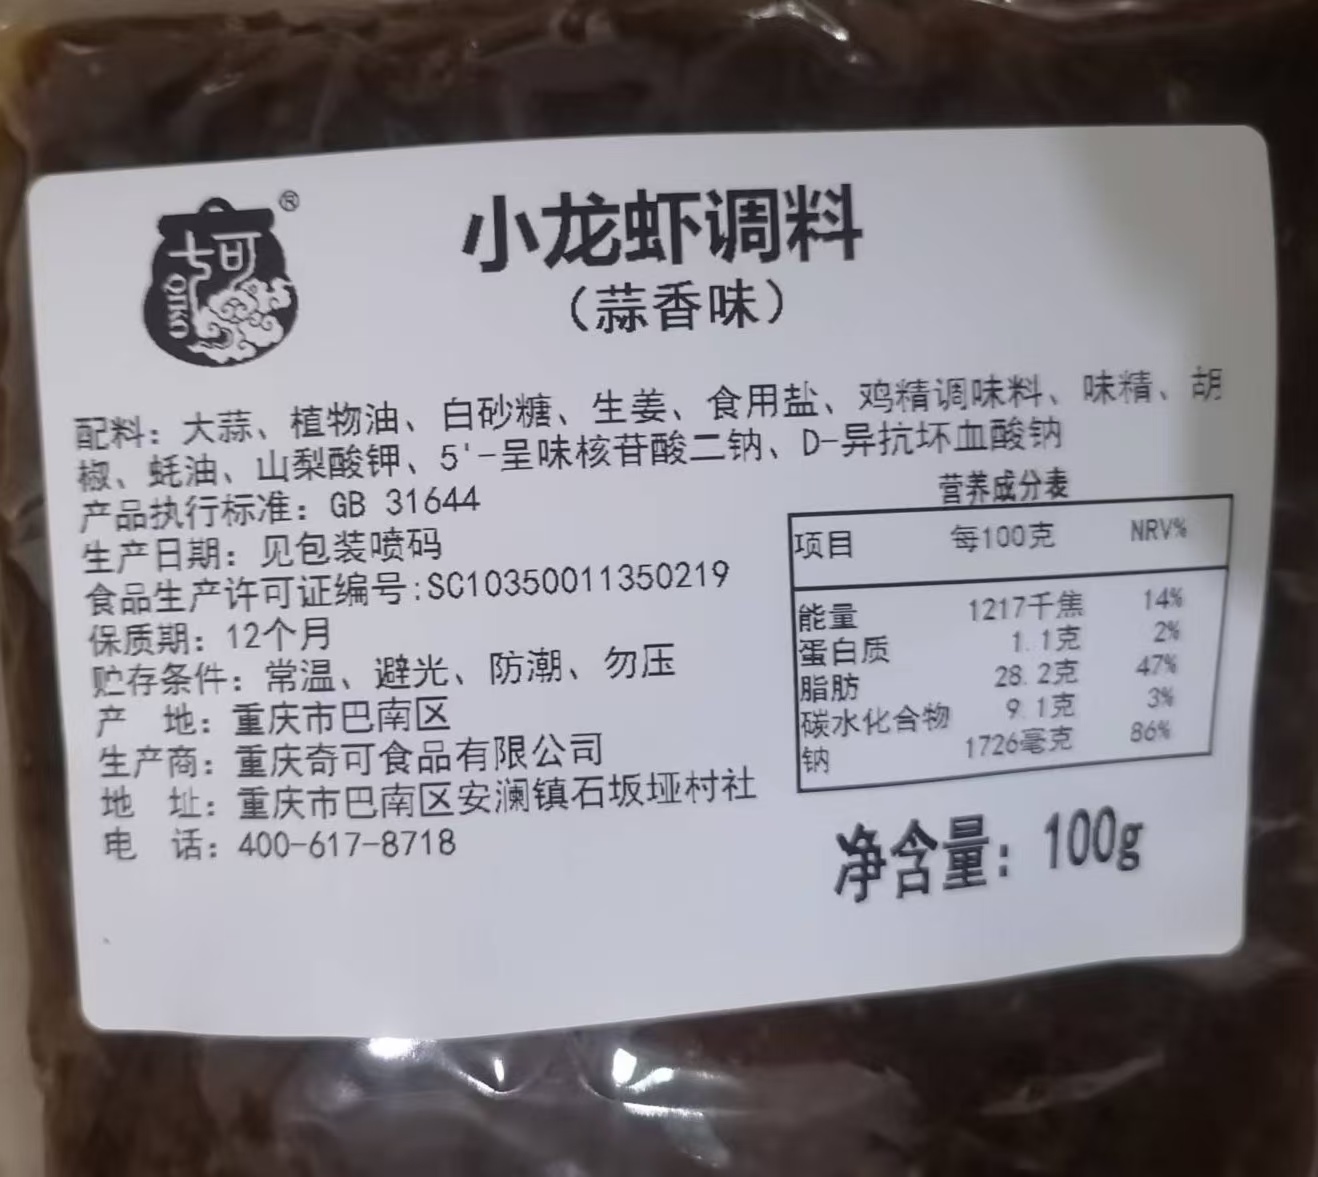 ®
七可
QIKO
小龙虾调料
（蒜香味）
配料：大蒜、植物油、白砂糖、生姜、食用盐、鸡精调味料、味精、胡
椒、蚝油、山梨酸钾、5'-呈味核苷酸二钠、D-异抗坏血酸钠
产品执行标准：GB 31644
生产日期：见包装喷码
食品生产许可证编号:SC10350011350219
保质期：12个月
贮存条件：常温、避光、防潮、勿压
产 地：重庆市巴南区
生产商：重庆奇可食品有限公司
地 址：重庆市巴南区安澜镇石坂垭村社
电 话：400-617-8718
营养成分表
项目 每100克 NRV%
能量 1217千焦 14%
蛋白质 1.1克 2%
脂肪 28.2克 47%
碳水化合物 9.1克 3%
钠 1726毫克 86%
净含量：100g